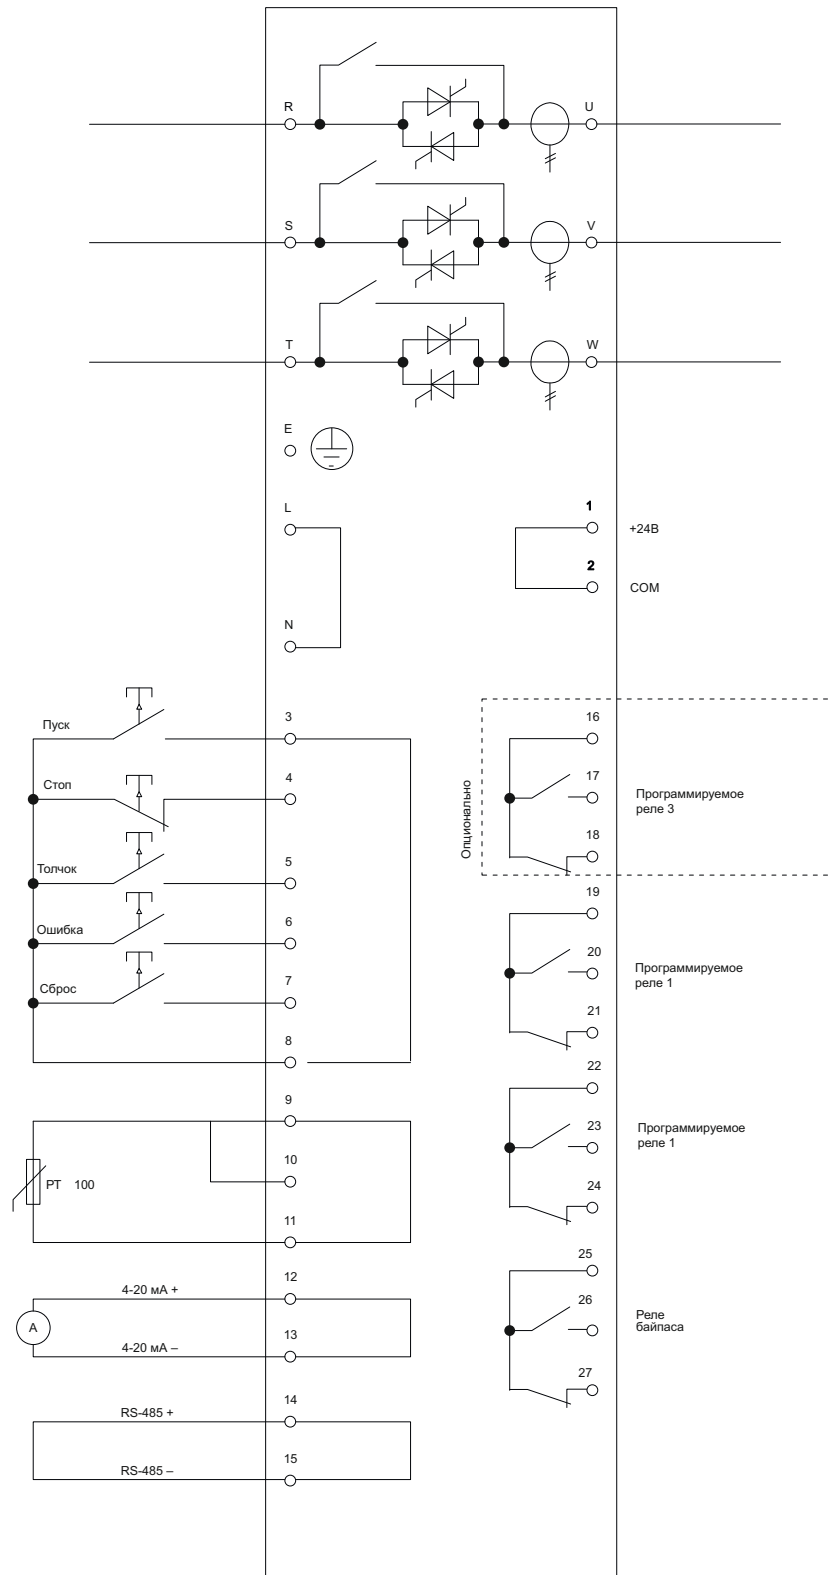 R
U
S
V
T
W
E
L
1
+24В
2
COM
N
Пуск
3
Стоп
4
Толчок
5
Ошибка
6
Сброс
7
8
9
10
PT 100
11
12
4-20 мА +
A
13
4-20 мА –
14
RS-485 +
15
RS-485 –
Опционально
16
17
Программируемое
реле 3
18
19
20
Программируемое
реле 1
21
22
23
Программируемое
реле 1
24
25
26
Реле
байпаса
27